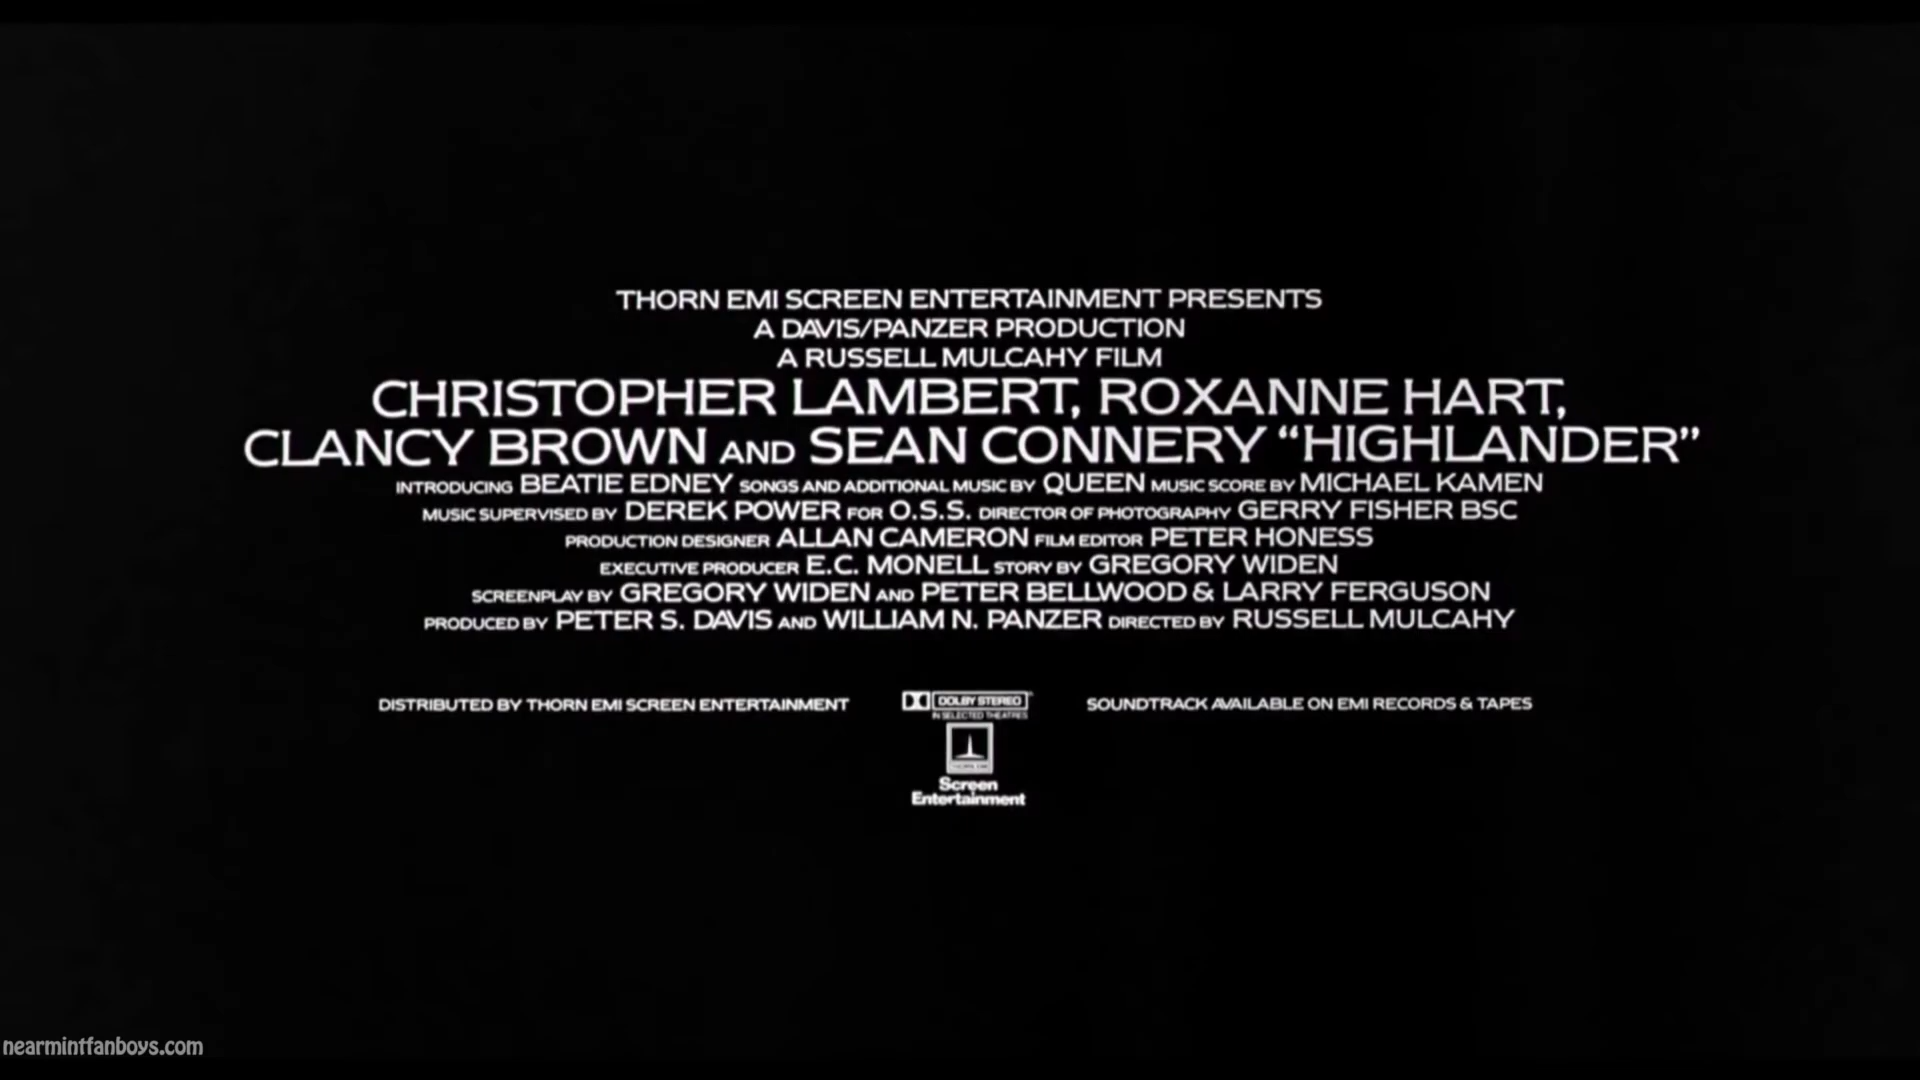 THORN EMI SCREEN ENTERTAINMENT PRESENTS
A DAVIS/PANZER PRODUCTION
A RUSSELL MULCAHY FILM
CHRISTOPHER LAMBERT, ROXANNE HART,
CLANCY BROWN AND SEAN CONNERY “HIGHLANDER”
INTRODUCING BEATIE EDNEY SONGS AND ADDITIONAL MUSIC BY QUEEN MUSIC SCORE BY MICHAEL KAMEN
MUSIC SUPERVISED BY DEREK POWER FOR O.S.S. DIRECTOR OF PHOTOGRAPHY GERRY FISHER BSC
PRODUCTION DESIGNER ALLAN CAMERON FILM EDITOR PETER HONESS
EXECUTIVE PRODUCER E.C. MONELL STORY BY GREGORY WIDEN
SCREENPLAY BY GREGORY WIDEN AND PETER BELLWOOD & LARRY FERGUSON
PRODUCED BY PETER S. DAVIS AND WILLIAM N. PANZER DIRECTED BY RUSSELL MULCAHY
DISTRIBUTED BY THORN EMI SCREEN ENTERTAINMENT
DOLBY STEREO
IN SELECTED THEATRES
SOUNDTRACK AVAILABLE ON EMI RECORDS & TAPES
THORN EMI
Screen
Entertainment
nearmintfanboys.com